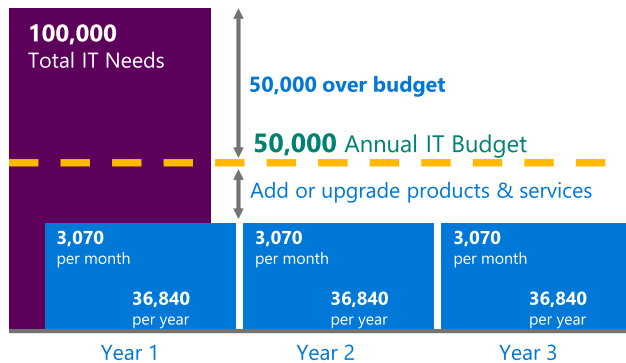 100,000
Total IT Needs
50,000 over budget
50,000 Annual IT Budget
Add or upgrade products & services
3,070
per month
36,840
per year
3,070
per month
36,840
per year
3,070
per month
36,840
per year
Year 1
Year 2
Year 3